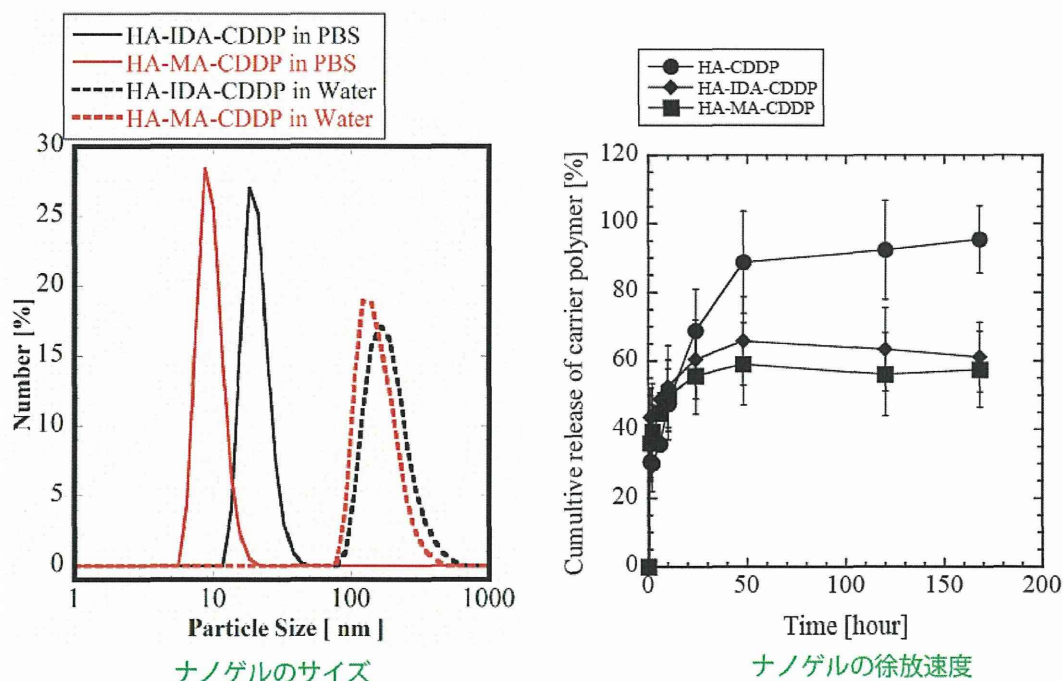 HA-IDA-CDDP in PBS
HA-MA-CDDP in PBS
HA-IDA-CDDP in Water
HA-MA-CDDP in Water
30
25
20
15
10
5
0
Number [%]
1
10
100
1000
Particle Size [ nm ]
ナノゲルのサイズ
HA-CDDP
HA-IDA-CDDP
HA-MA-CDDP
120
100
80
60
40
20
0
Cumultive release of carrier polymer [%]
0
50
100
150
200
Time [hour]
ナノゲルの徐放速度